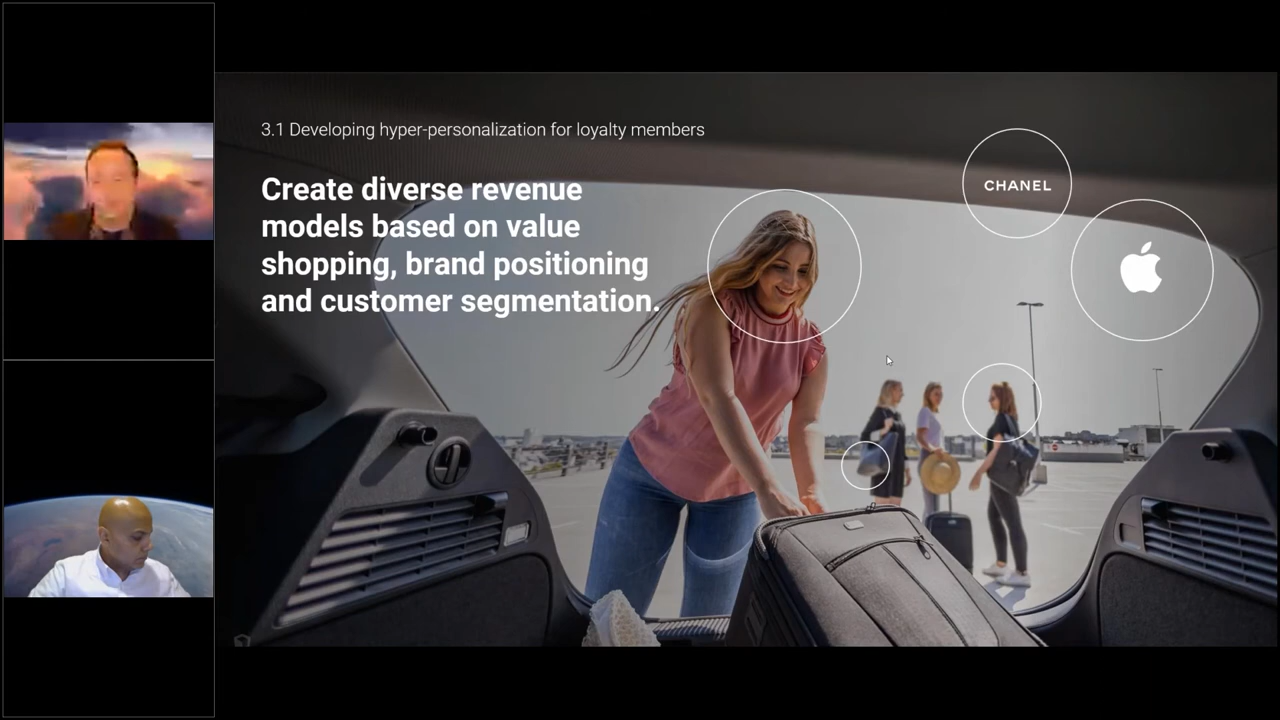 3.1 Developing hyper-personalization for loyalty members
Create diverse revenue
models based on value
shopping, brand positioning
and customer segmentation.
CHANEL